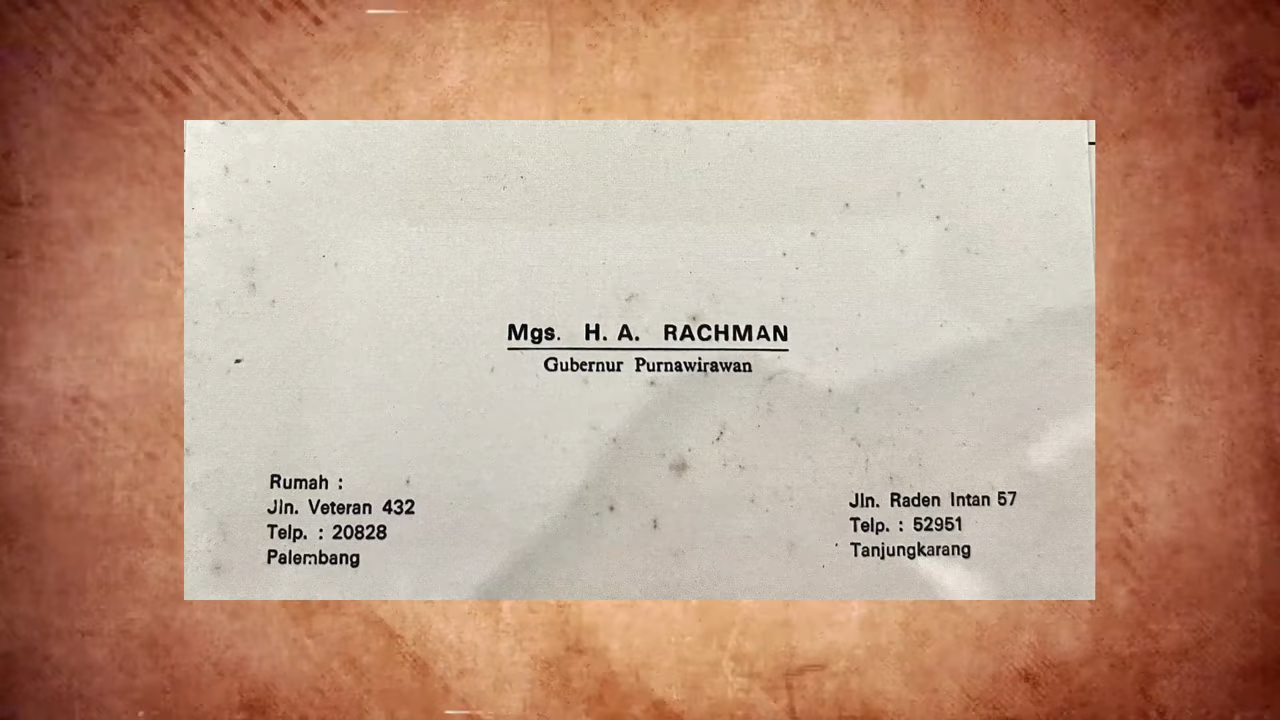 Mgs. H. A. RACHMAN
Gubernur Purnawirawan
Rumah :
Jln. Veteran 432
Telp. : 20828
Palembang
Jln. Raden Intan 57
Telp. : 52951
Tanjungkarang